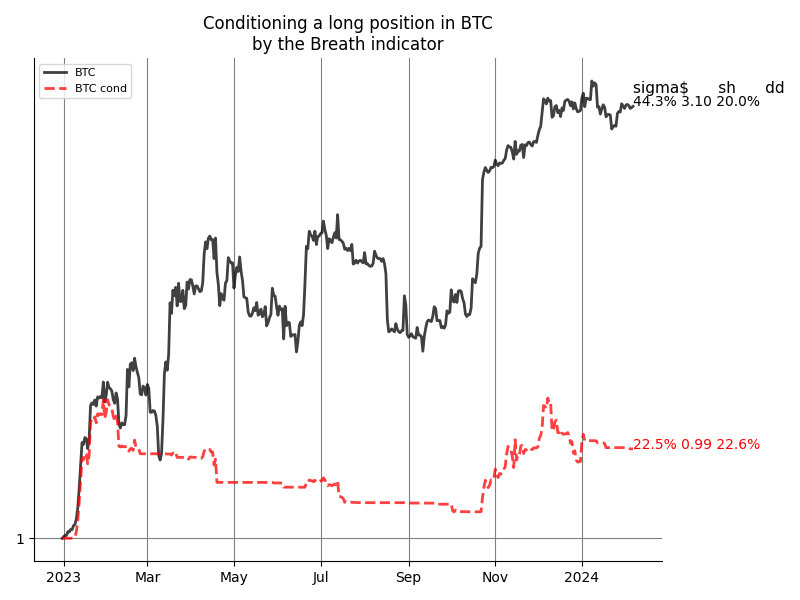 Conditioning a long position in BTC
by the Breath indicator
BTC
BTC cond
sigma$ sh dd
44.3% 3.10 20.0%
22.5% 0.99 22.6%
1
2023 Mar May Jul Sep Nov 2024